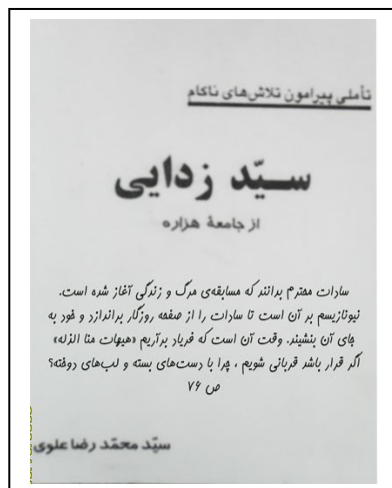 تأملی پیرامون تلاش‌های ناکام
سیّد زدایی
از جامعهٔ هزاره
سادات محترم بدانند که مسابقه‌ی مرگ و زندگی آغاز شده است.
نیونازیسم بر آن است تا سادات را از صفحه روزگار براندازد و خود به
جای آن بنشیند. وقت آن است که فریاد برآریم «هیهات منا الزله»
اگر قرار باشد قربانی شویم ، چرا با دست‌های بسته و لب‌های دوخته؟
ص ۷۶
سیّد محمّد رضا علوی